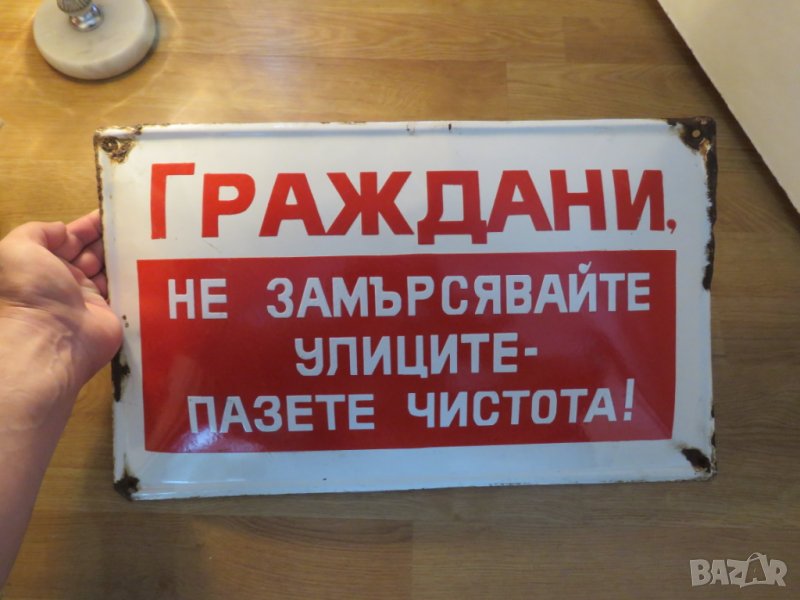 ГРАЖДАНИ,
НЕ ЗАМЪРСЯВАЙТЕ
УЛИЦИТЕ-
ПАЗЕТЕ ЧИСТОТА!
BAZAR